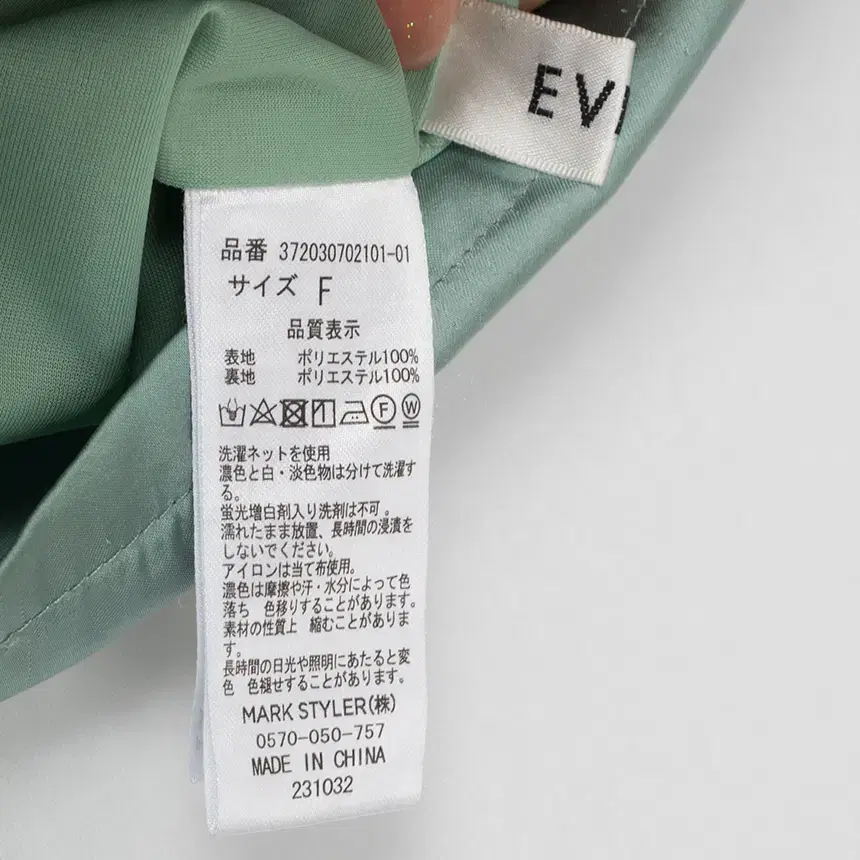 EV
品番 372030702101-01
サイズ F
品質表示
表地 ポリエステル100%
裏地 ポリエステル100%
F W
洗濯ネットを使用
濃色と白・淡色物は分けて洗濯す
る。
蛍光増白剤入り洗剤は不可。
濡れたまま放置、長時間の浸漬を
しないでください。
アイロンは当て布使用。
濃色は摩擦や汗・水分によって色
落ち 色移りすることがあります。
素材の性質上 縮むことがありま
す。
長時間の日光や照明にあたると変
色 色褪せすることがあります。
MARK STYLER(株)
0570-050-757
MADE IN CHINA
231032